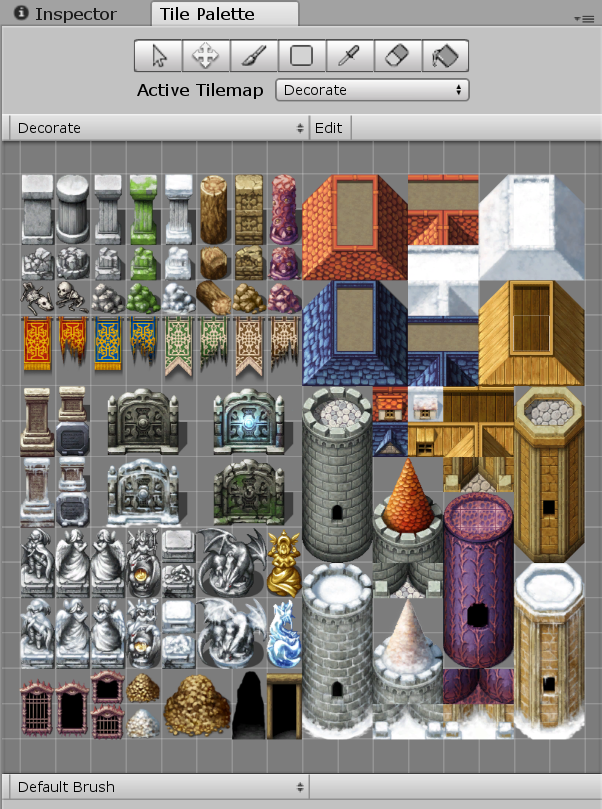 Inspector
Tile Palette
Active Tilemap
Decorate
Decorate
Edit
Default Brush